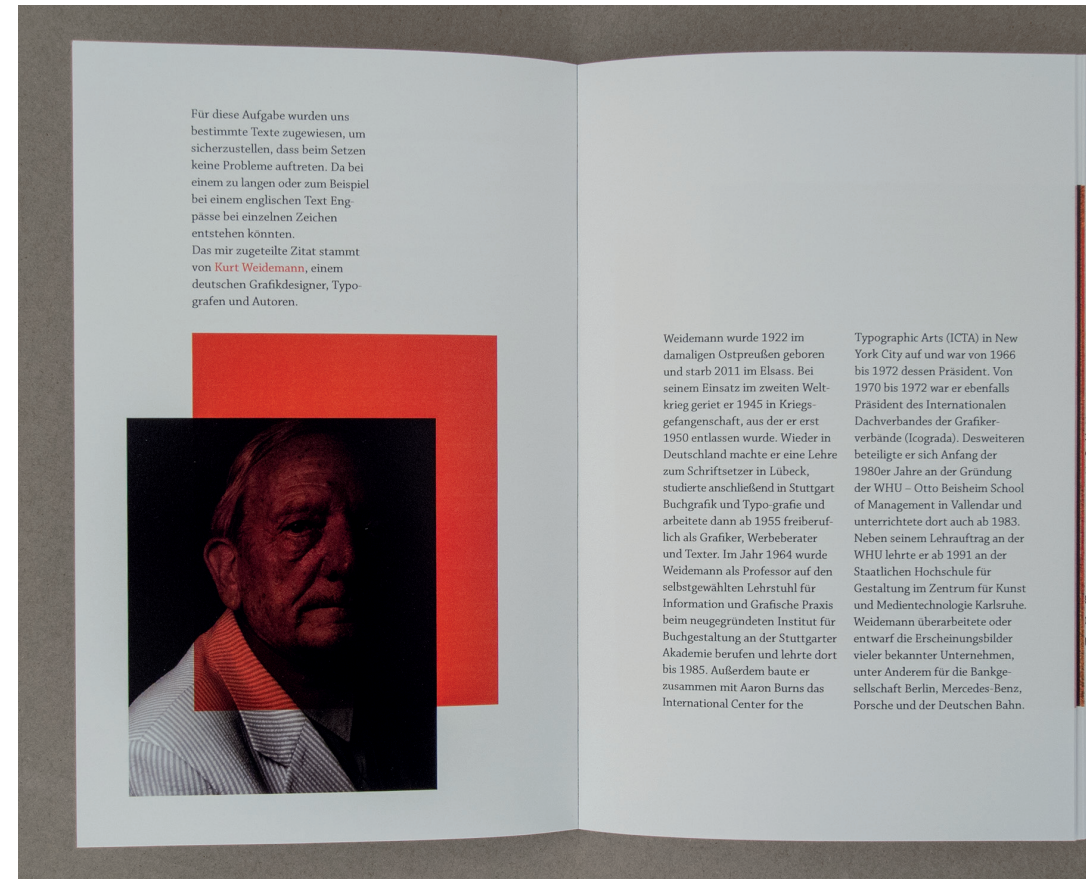 Für diese Aufgabe wurden uns
bestimmte Texte zugewiesen, um
sicherzustellen, dass beim Setzen
keine Probleme auftreten. Da bei
einem zu langen oder zum Beispiel
bei einem englischen Text Eng-
pässe bei einzelnen Zeichen
entstehen könnten.
Das mir zugeteilte Zitat stammt
von Kurt Weidemann, einem
deutschen Grafikdesigner, Typo-
grafen und Autoren.
Weidemann wurde 1922 im
damaligen Ostpreußen geboren
und starb 2011 im Elsass. Bei
seinem Einsatz im zweiten Welt-
krieg geriet er 1945 in Kriegs-
gefangenschaft, aus der er erst
1950 entlassen wurde. Wieder in
Deutschland machte er eine Lehre
zum Schriftsetzer in Lübeck,
studierte anschließend in Stuttgart
Buchgrafik und Typo-grafie und
arbeitete dann ab 1955 freiberuf-
lich als Grafiker, Werbeberater
und Texter. Im Jahr 1964 wurde
Weidemann als Professor auf den
selbstgewählten Lehrstuhl für
Information und Grafische Praxis
beim neugegründeten Institut für
Buchgestaltung an der Stuttgarter
Akademie berufen und lehrte dort
bis 1985. Außerdem baute er
zusammen mit Aaron Burns das
International Center for the
Typographic Arts (ICTA) in New
York City auf und war von 1966
bis 1972 dessen Präsident. Von
1970 bis 1972 war er ebenfalls
Präsident des Internationalen
Dachverbandes der Grafiker-
verbände (Icograda). Desweiteren
beteiligte er sich Anfang der
1980er Jahre an der Gründung
der WHU – Otto Beisheim School
of Management in Vallendar und
unterrichtete dort auch ab 1983.
Neben seinem Lehrauftrag an der
WHU lehrte er ab 1991 an der
Staatlichen Hochschule für
Gestaltung im Zentrum für Kunst
und Medientechnologie Karlsruhe.
Weidemann überarbeitete oder
entwarf die Erscheinungsbilder
vieler bekannter Unternehmen,
unter Anderem für die Bankge-
sellschaft Berlin, Mercedes-Benz,
Porsche und der Deutschen Bahn.